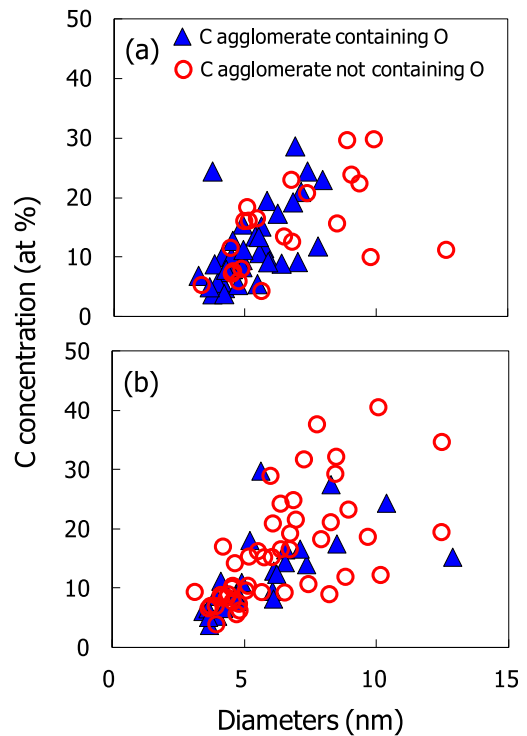 (a)
C agglomerate containing O
C agglomerate not containing O
50
40
30
20
10
0
C concentration (at %)
(b)
50
40
30
20
10
0
0 5 10 15
Diameters (nm)